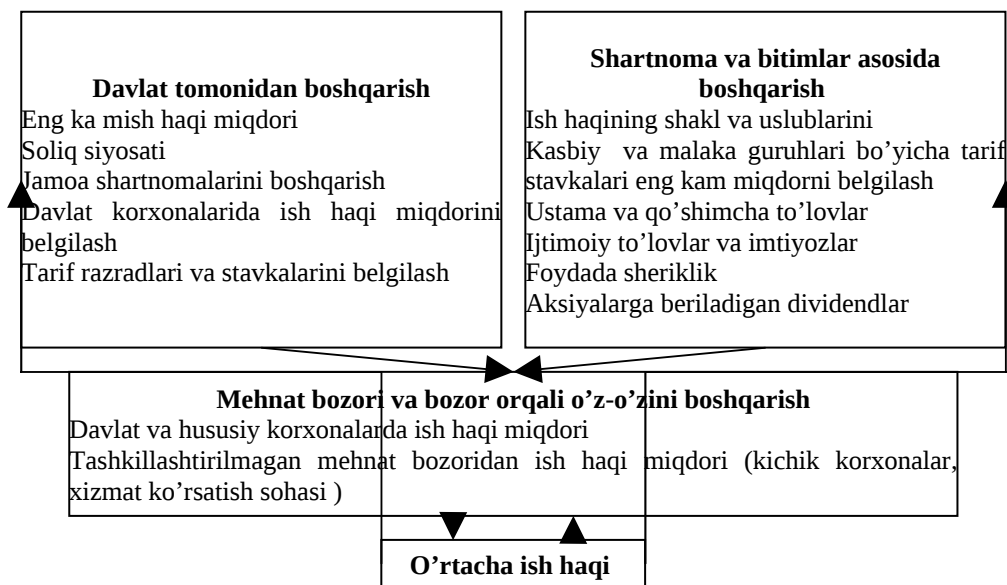 Davlat tomonidan boshqarish
Eng ka mish haqi miqdori
Soliq siyosati
Jamoa shartnomalarini boshqarish
Davlat korxonalarida ish haqi miqdorini
belgilash
Tarif razradlari va stavkalarini belgilash
Shartnoma va bitimlar asosida
boshqarish
Ish haqining shakl va uslublarini
Kasbiy va malaka guruhlari bo’yicha tarif
stavkalari eng kam miqdorni belgilash
Ustama va qo’shimcha to’lovlar
Ijtimoiy to’lovlar va imtiyozlar
Foydada sheriklik
Aksiyalarga beriladigan dividendlar
Mehnat bozori va bozor orqali o’z-o’zini boshqarish
Davlat va hususiy korxonalarda ish haqi miqdori
Tashkillashtirilmagan mehnat bozoridan ish haqi miqdori (kichik korxonalar,
xizmat ko’rsatish sohasi )
O’rtacha ish haqi